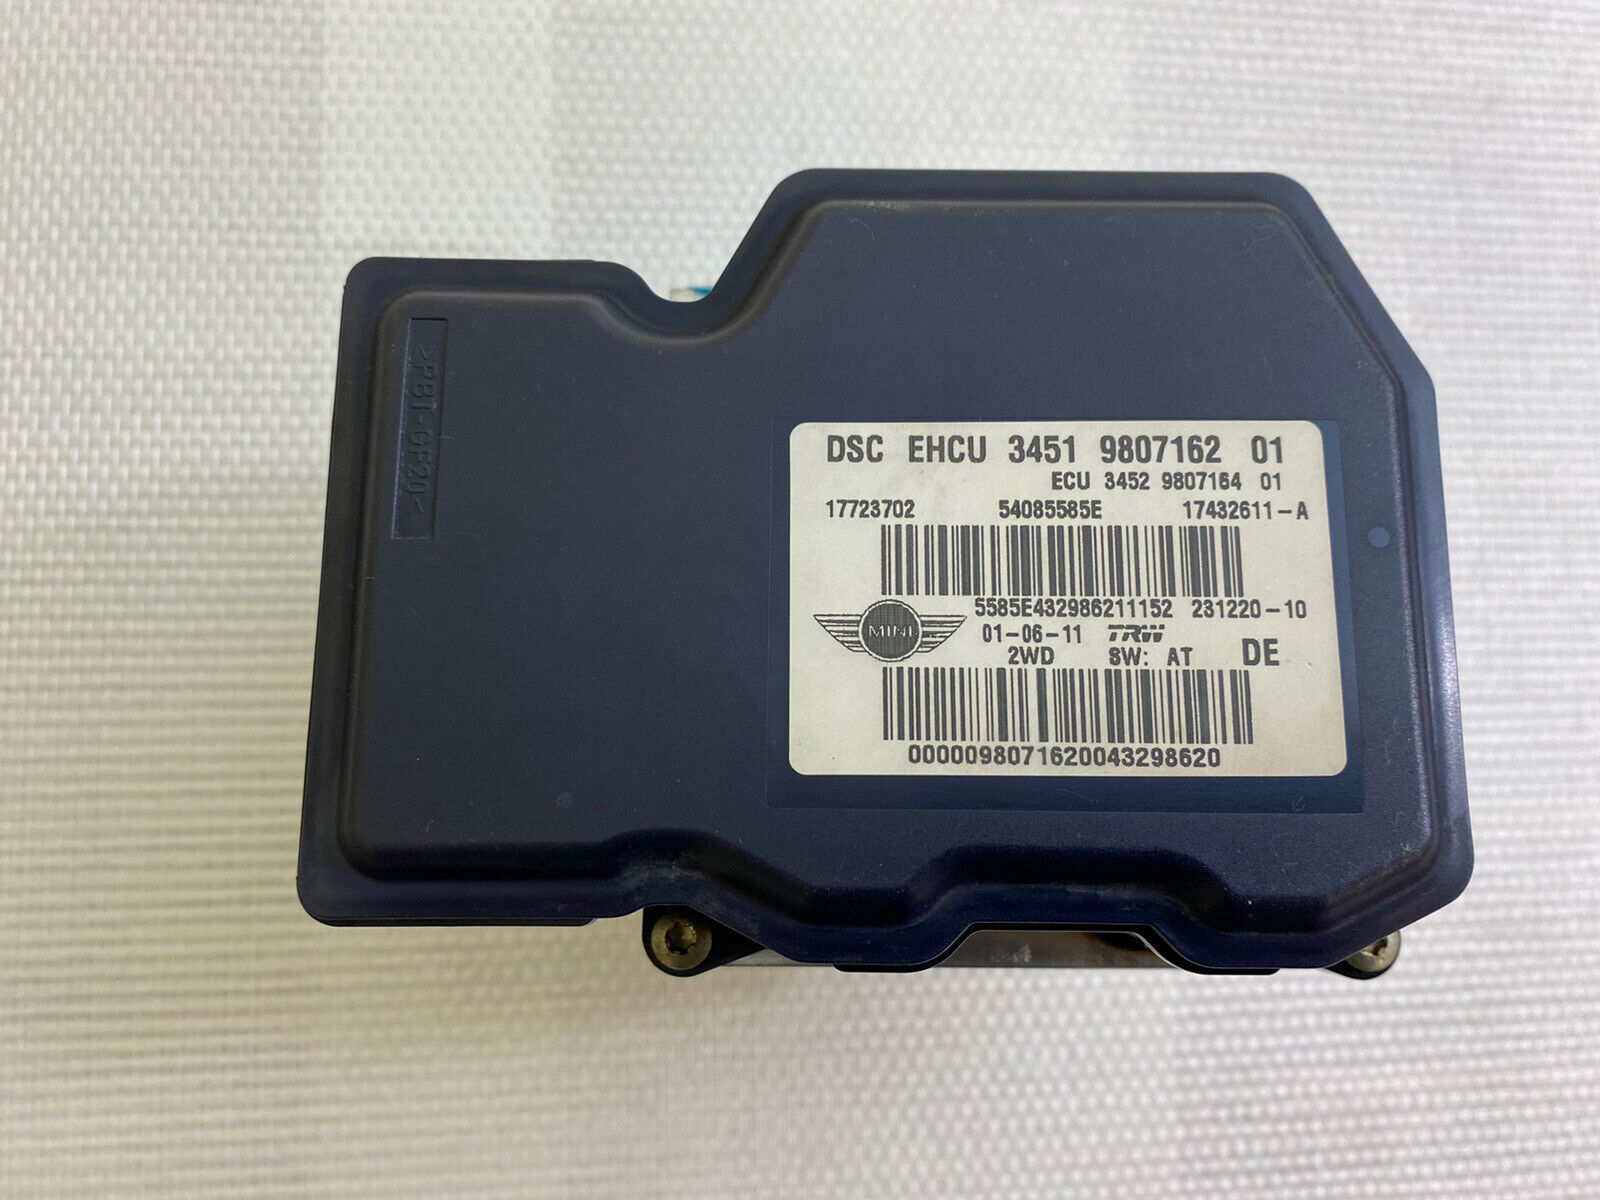 >PBT-GF20<
DSC EHCU 3451 9807162 01
ECU 3452 9807164 01
17723702 54085585E 17432611-A
5585E432986211152 231220-10
MINI 01-06-11 TRW
2WD SW: AT DE
0000098071620043298620